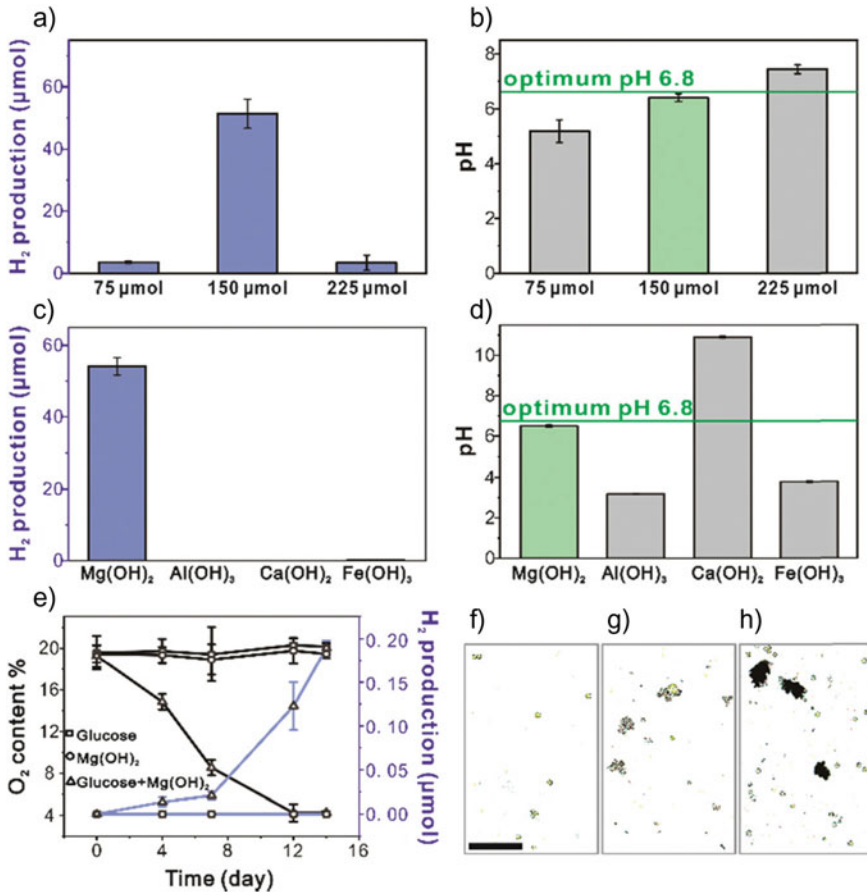 a)
H₂ production (μmol)
60
40
20
0
75 μmol 150 μmol 225 μmol
b)
pH
8
6
4
2
0
optimum pH 6.8
75 μmol 150 μmol 225 μmol
c)
H₂ production (μmol)
60
40
20
0
Mg(OH)₂ Al(OH)₃ Ca(OH)₂ Fe(OH)₃
d)
pH
10
8
6
4
2
0
optimum pH 6.8
Mg(OH)₂ Al(OH)₃ Ca(OH)₂ Fe(OH)₃
e)
O₂ content %
20
16
12
8
4
Glucose
Mg(OH)₂
Glucose+Mg(OH)₂
0 4 8 12 16
Time (day)
0. 20
0. 15
0. 10
0. 05
0. 00
H₂ production (μmol)
f)
g)
h)